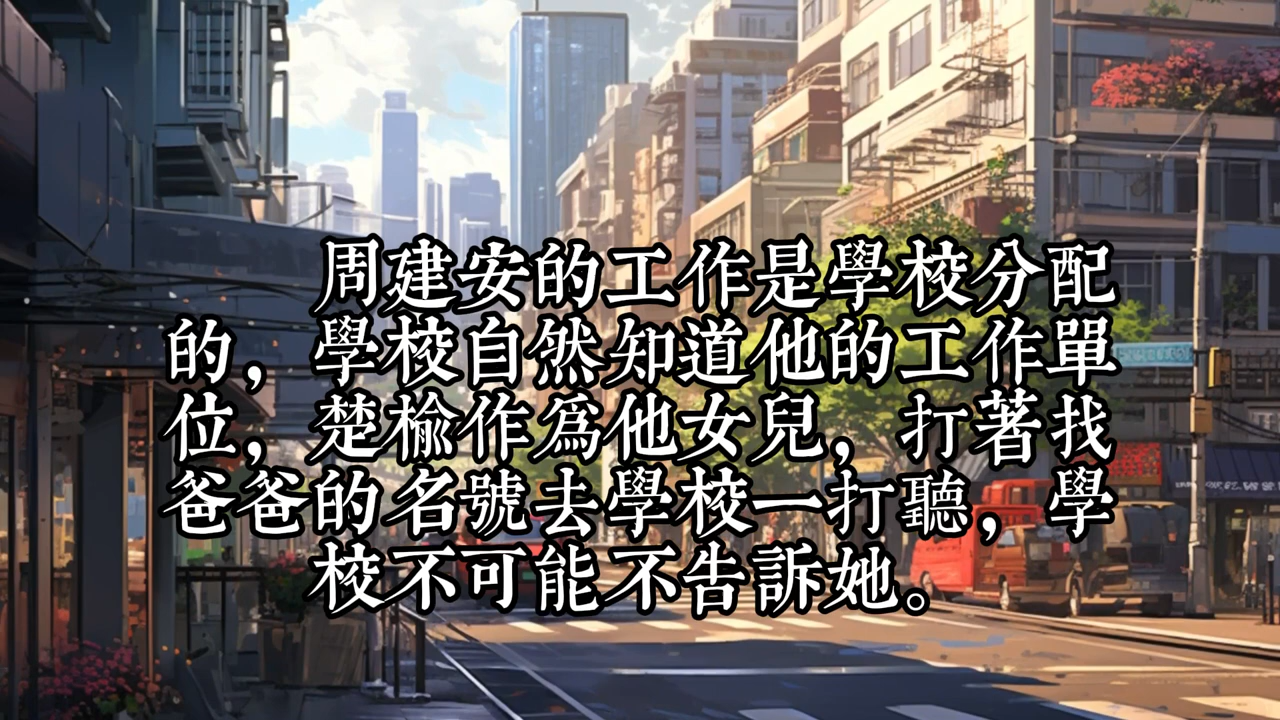 周建安的工作是學校分配
的，學校自然知道他的工作單
位，楚榆作爲他女兒，打著找
爸爸的名號去學校一打聽，學
校不可能不告訴她。